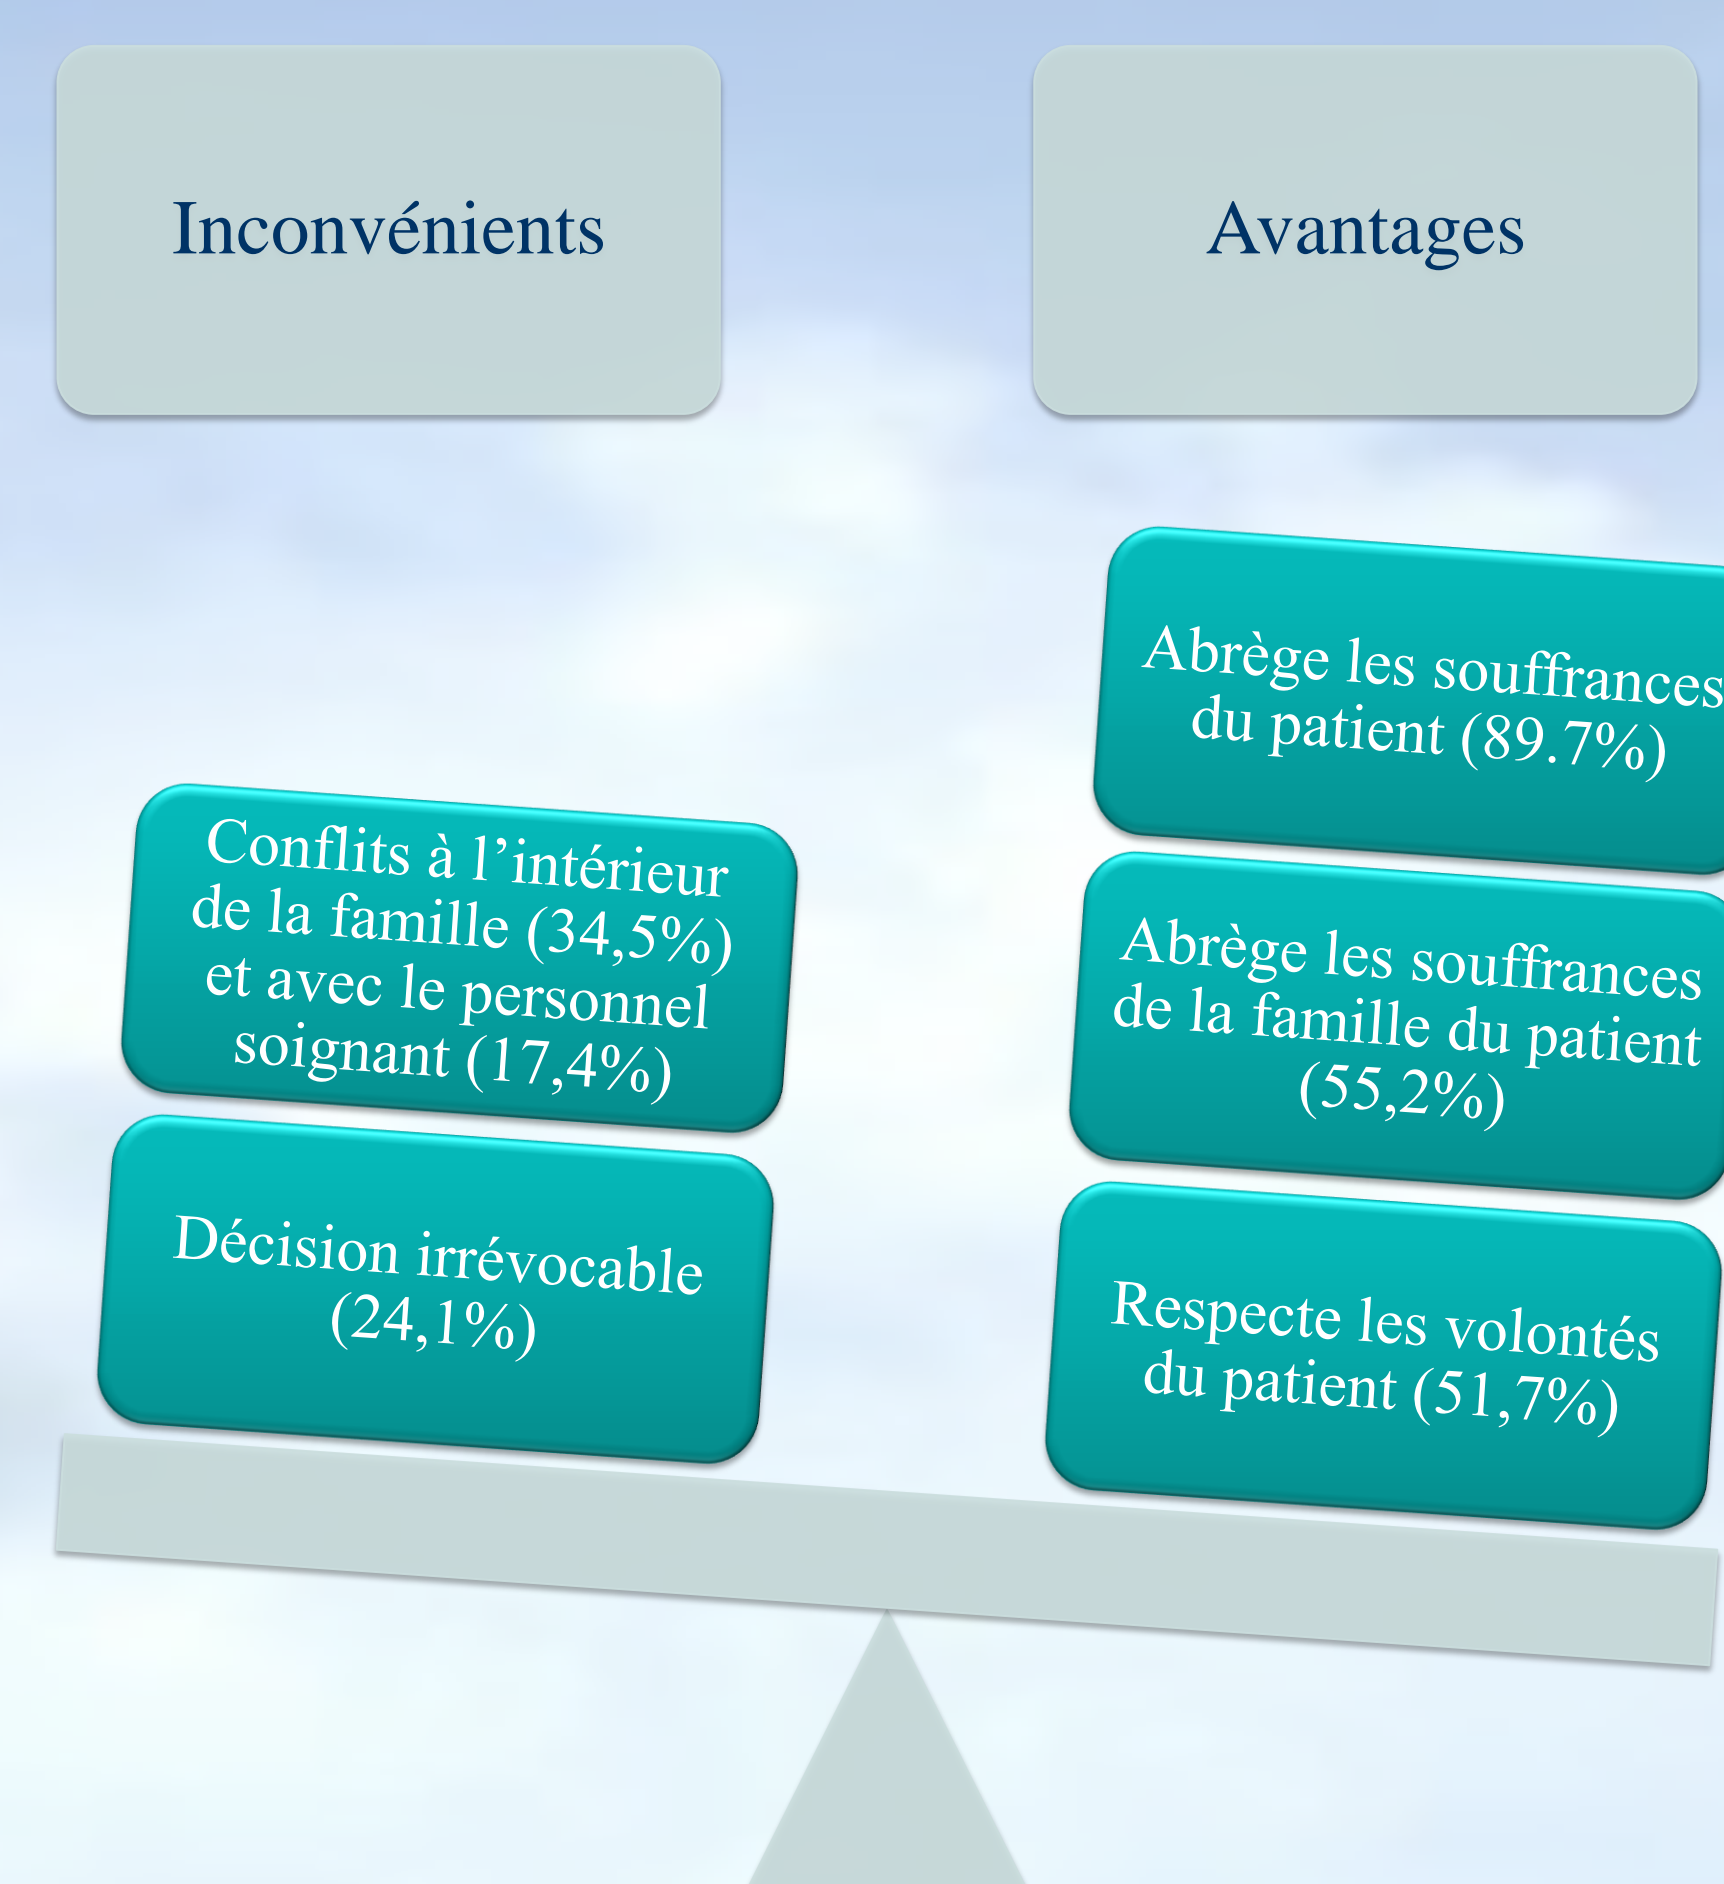 Inconvénients
Avantages
Conflits à l’intérieur
de la famille (34,5%)
et avec le personnel
soignant (17,4%)
Décision irrévocable
(24,1%)
Abrège les souffrances
du patient (89.7%)
Abrège les souffrances
de la famille du patient
(55,2%)
Respecte les volontés
du patient (51,7%)